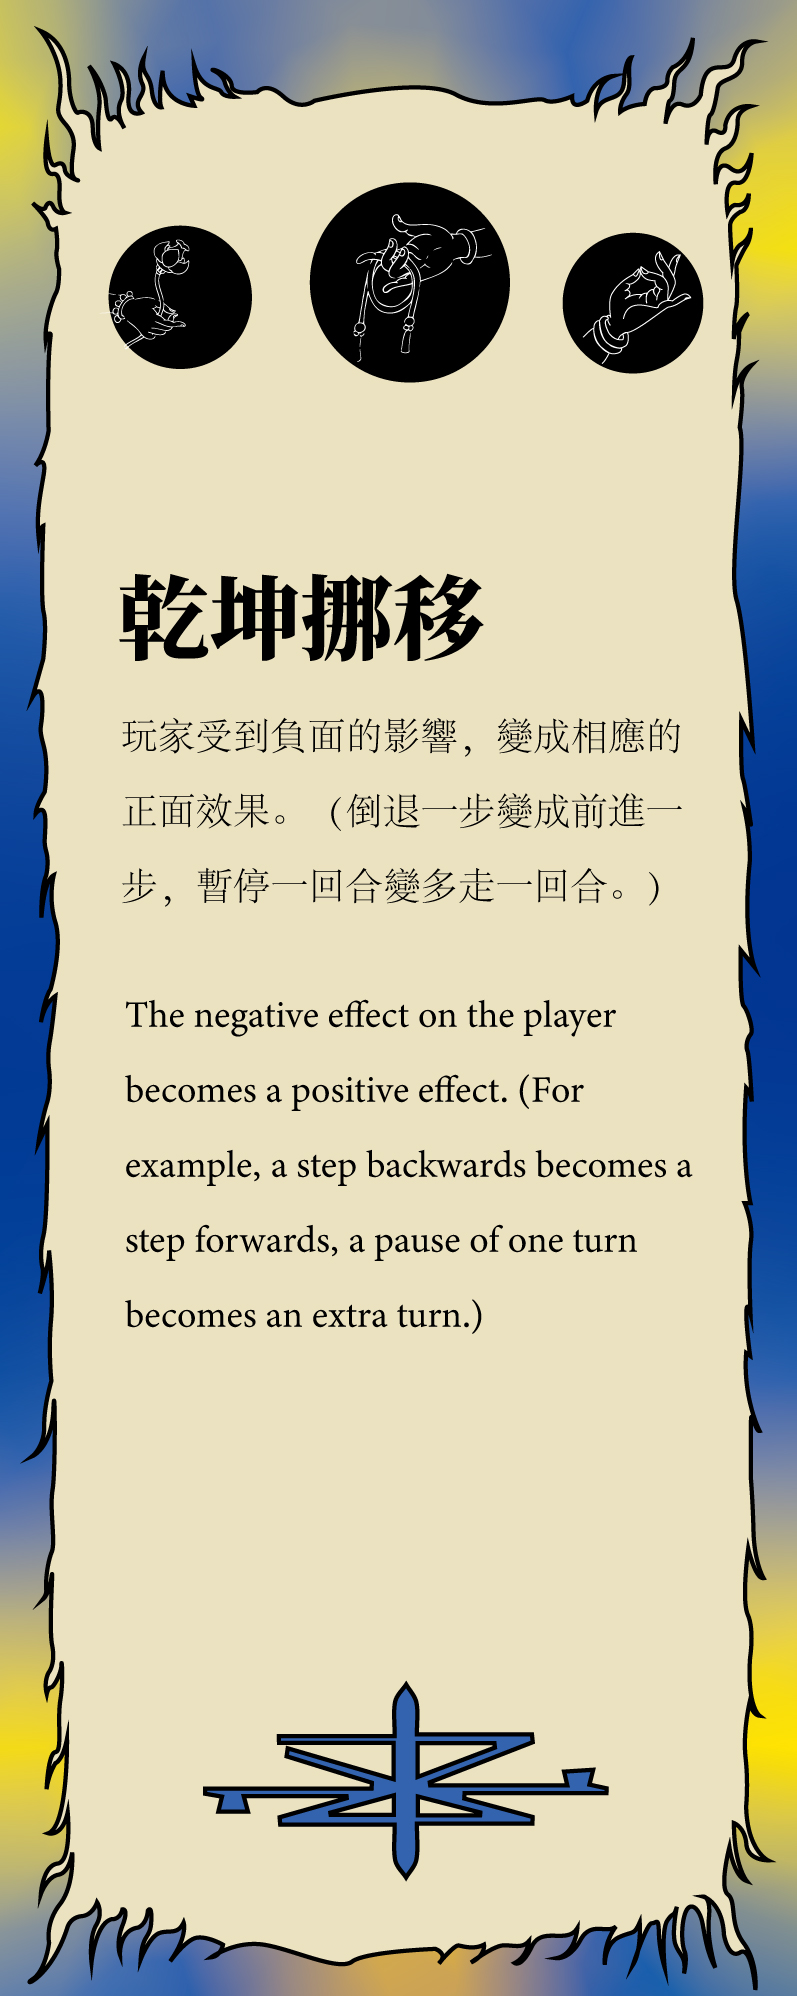 乾坤挪移
玩家受到負面的影響，變成相應的
正面效果。（倒退一步變成前進一
步，暫停一回合變多走一回合。）
The negative effect on the player
becomes a positive effect. (For
example, a step backwards becomes a
step forwards, a pause of one turn
becomes an extra turn.)